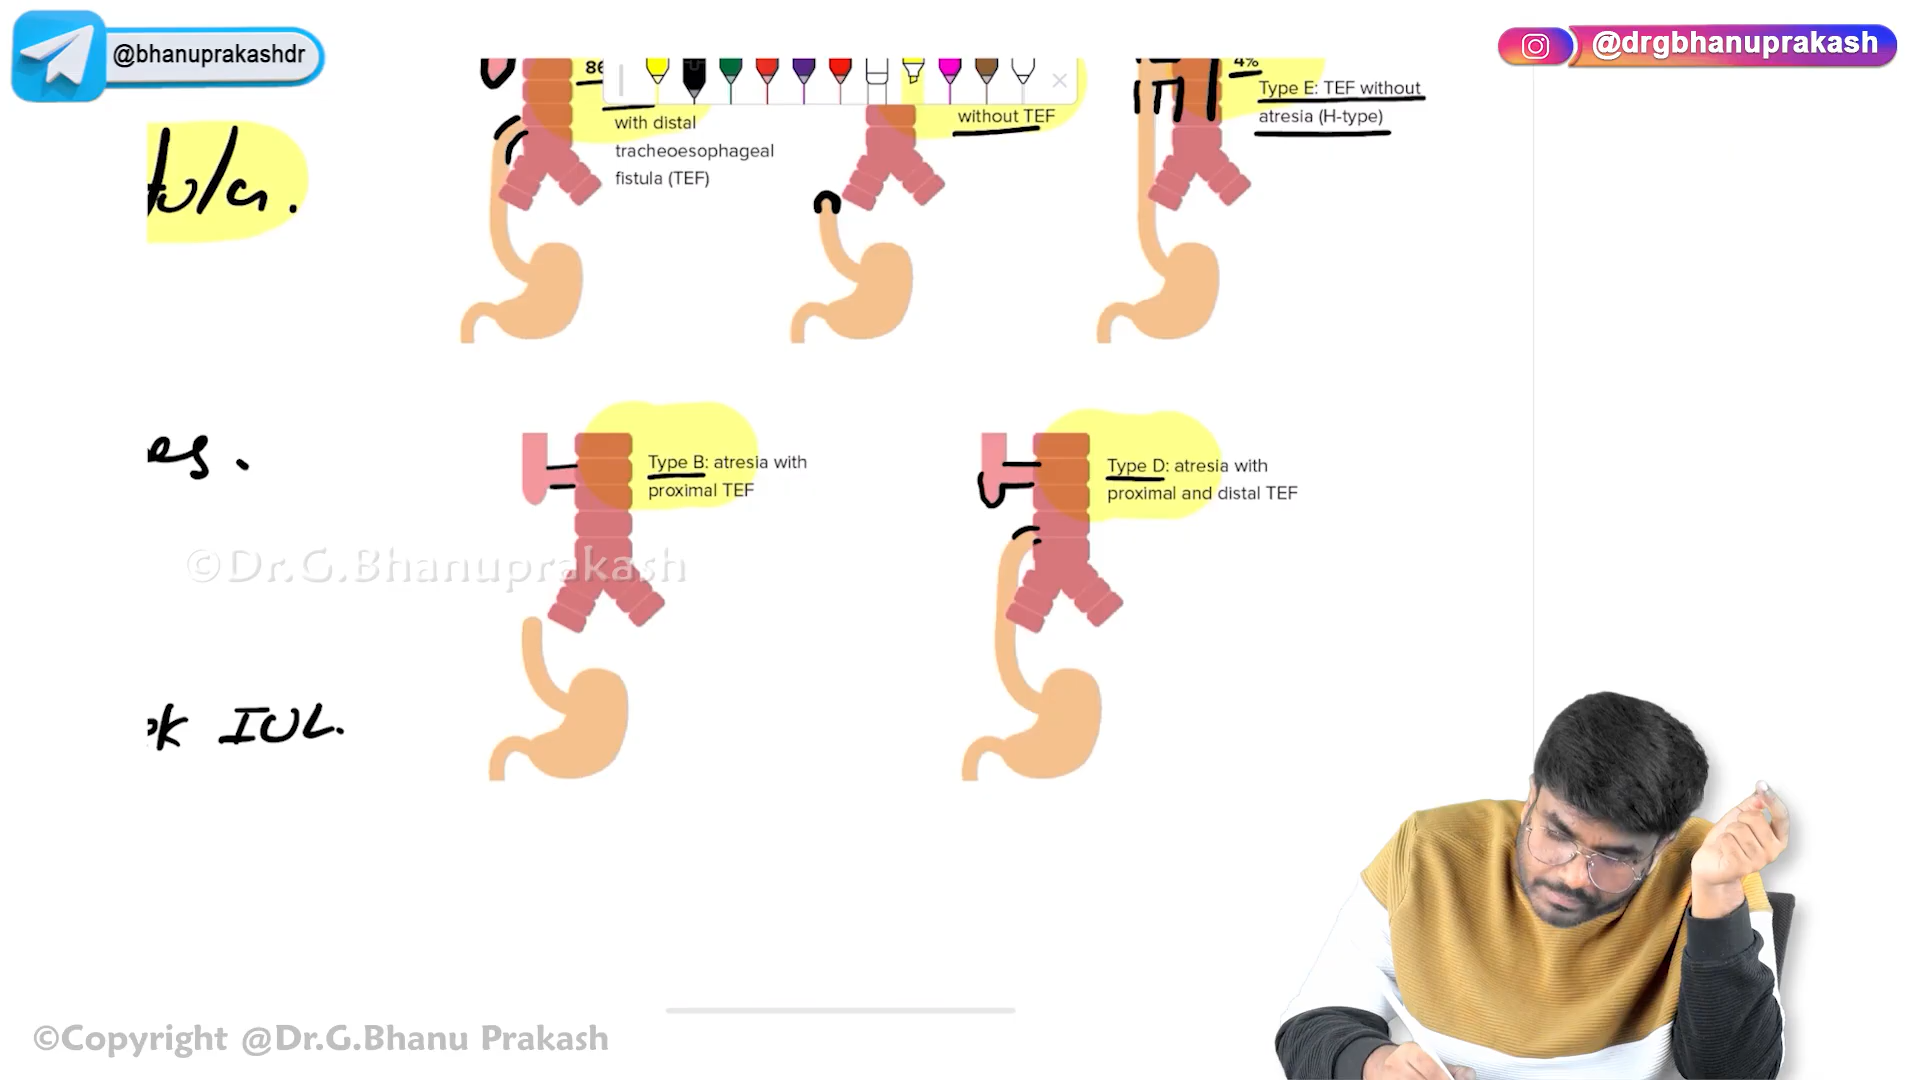 @bhanuprakashdr
@drgbhanuprakash
86
with distal
tracheoesophageal
fistula (TEF)
without TEF
4%
Type E: TEF without
atresia (H-type)
Type B: atresia with
proximal TEF
Type D: atresia with
proximal and distal TEF
©Dr.G.Bhanuprakash
IUL.
©Copyright @Dr.G.Bhanu Prakash